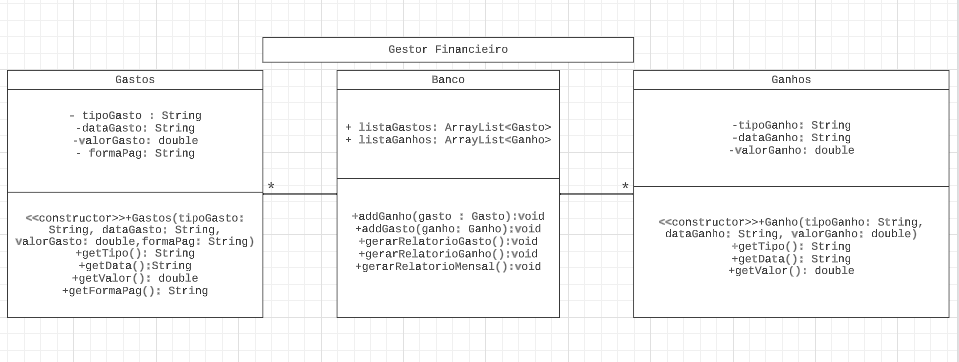 Gestor Financieiro
Gastos
- tipoGasto : String
-dataGasto: String
-valorGasto: double
- formaPag: String
*
<<constructor>>+Gastos(tipoGasto:
String, dataGasto: String,
valorGasto: double,formaPag: String)
+getTipo(): String
+getData():String
+getValor(): double
+getFormaPag(): String
Banco
+ listaGastos: ArrayList<Gasto>
+ listaGanhos: ArrayList<Ganho>
+addGanho(gasto : Gasto):void
+addGasto(ganho: Ganho):void
+gerarRelatorioGasto():void
+gerarRelatorioGanho():void
+gerarRelatorioMensal():void
*
Ganhos
-tipoGanho: String
-dataGanho: String
-valorGanho: double
<<constructor>>+Ganho(tipoGanho: String,
dataGanho: String, valorGanho: double)
+getTipo(): String
+getData(): String
+getValor(): double